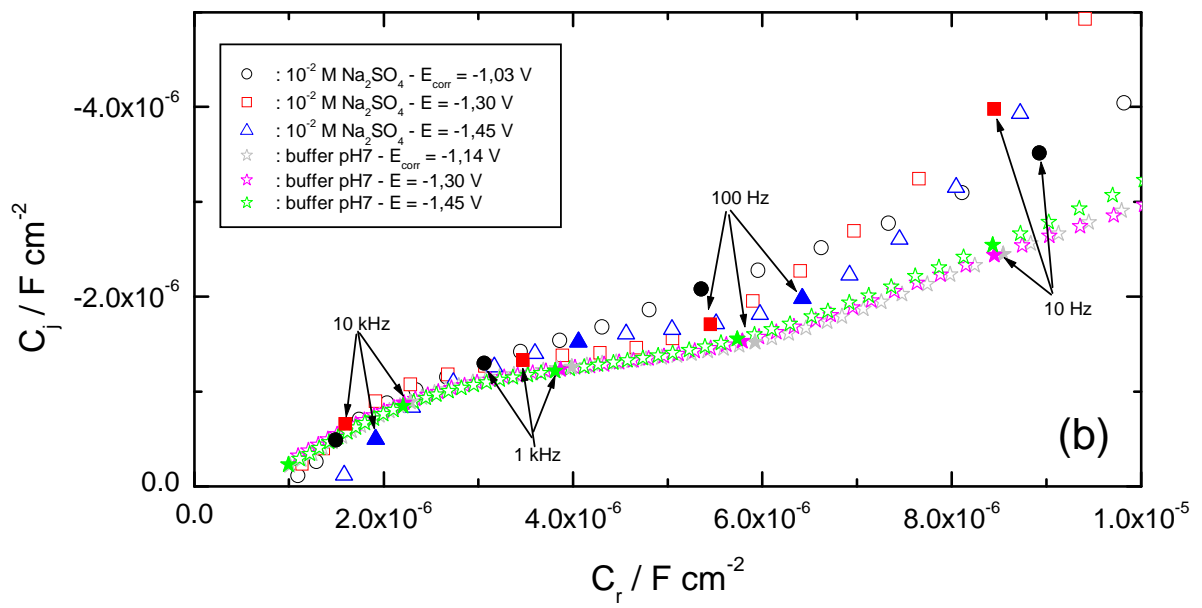 -4.0x10⁻⁶
-2.0x10⁻⁶
0.0
C_j / F cm⁻²
: 10⁻² M Na₂SO₄ - E_corr = -1,03 V
: 10⁻² M Na₂SO₄ - E = -1,30 V
: 10⁻² M Na₂SO₄ - E = -1,45 V
: buffer pH7 - E_corr = -1,14 V
: buffer pH7 - E = -1,30 V
: buffer pH7 - E = -1,45 V
100 Hz
10 Hz
10 kHz
1 kHz
(b)
0.0 2.0x10⁻⁶ 4.0x10⁻⁶ 6.0x10⁻⁶ 8.0x10⁻⁶ 1.0x10⁻⁵
C_r / F cm⁻²